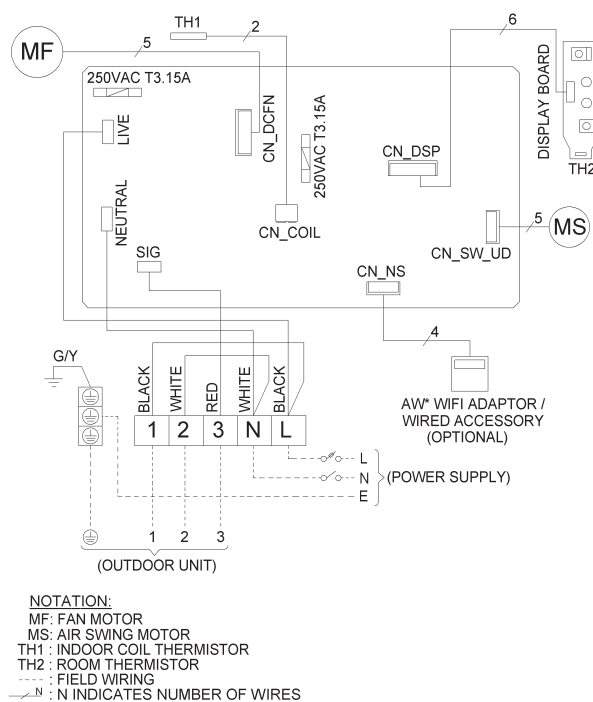 TH1
2
6
MF
5
250VAC T3.15A
LIVE
CN_DCFN
250VAC T3.15A
CN_DSP
DISPLAY BOARD
TH2
NEUTRAL
CN_COIL
5
MS
CN_SW_UD
SIG
CN_NS
4
G/Y
BLACK
WHITE
RED
WHITE
BLACK
1 2 3 N L
AW* WIFI ADAPTOR /
WIRED ACCESSORY
(OPTIONAL)
L
N
E
(POWER SUPPLY)
1 2 3
(OUTDOOR UNIT)
NOTATION:
MF: FAN MOTOR
MS: AIR SWING MOTOR
TH1 : INDOOR COIL THERMISTOR
TH2 : ROOM THERMISTOR
---- : FIELD WIRING
N : N INDICATES NUMBER OF WIRES